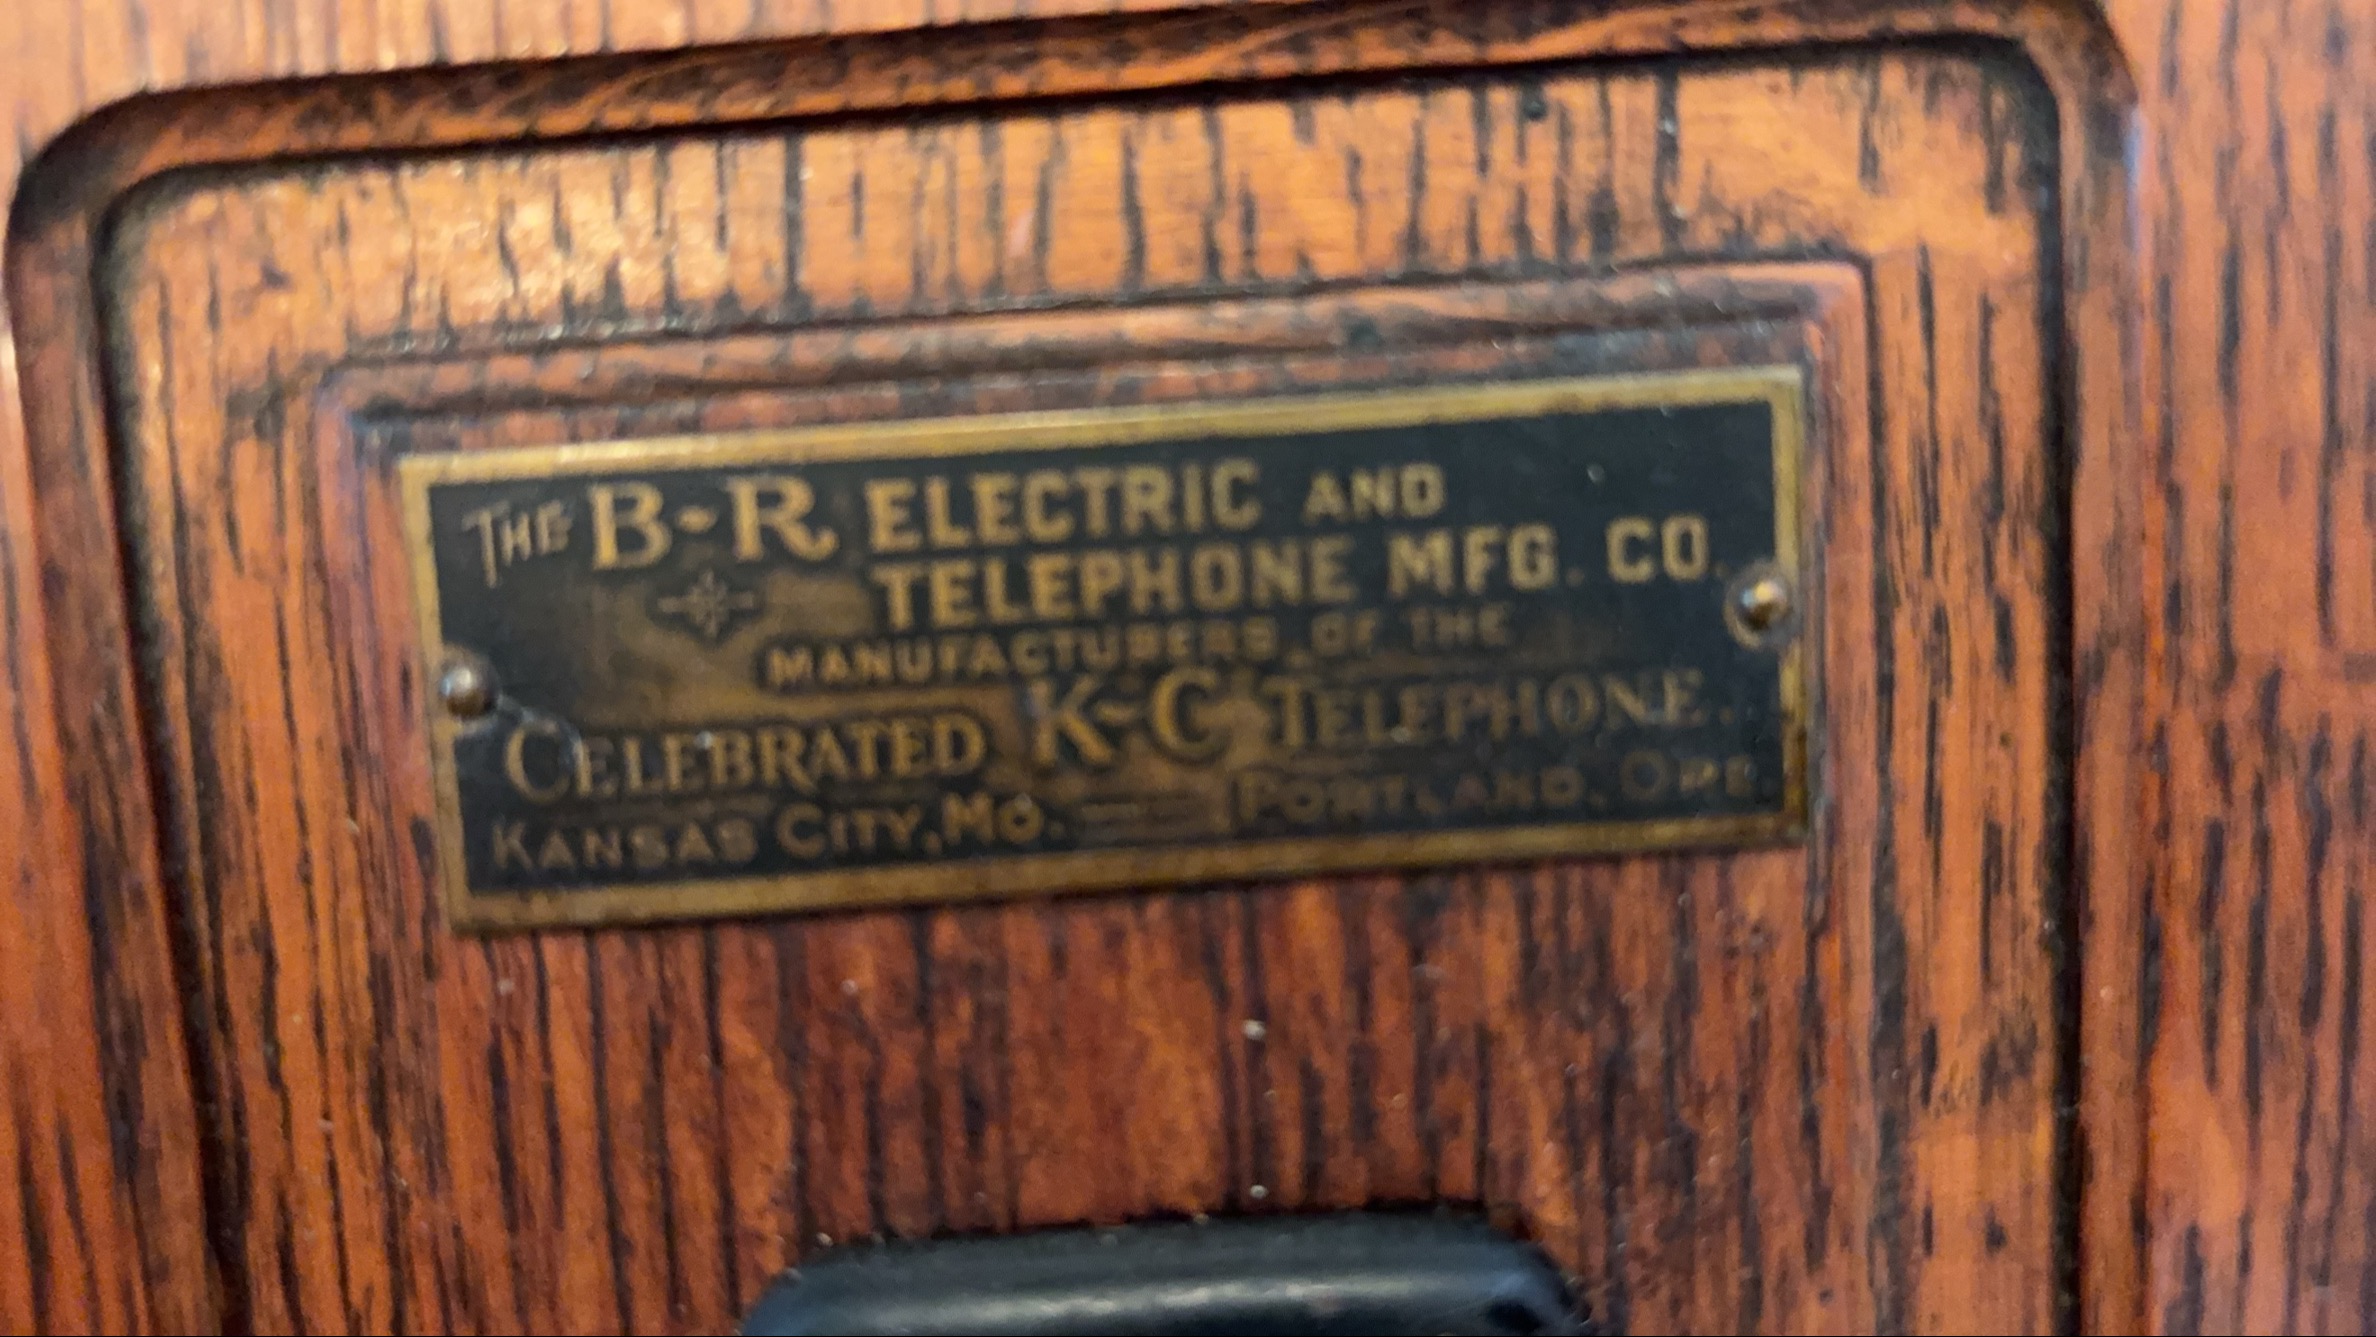 THE B-R ELECTRIC AND
TELEPHONE MFG. CO.
MANUFACTURERS OF THE
CELEBRATED K-C TELEPHONE.
KANSAS CITY, MO. PORTLAND, ORE.